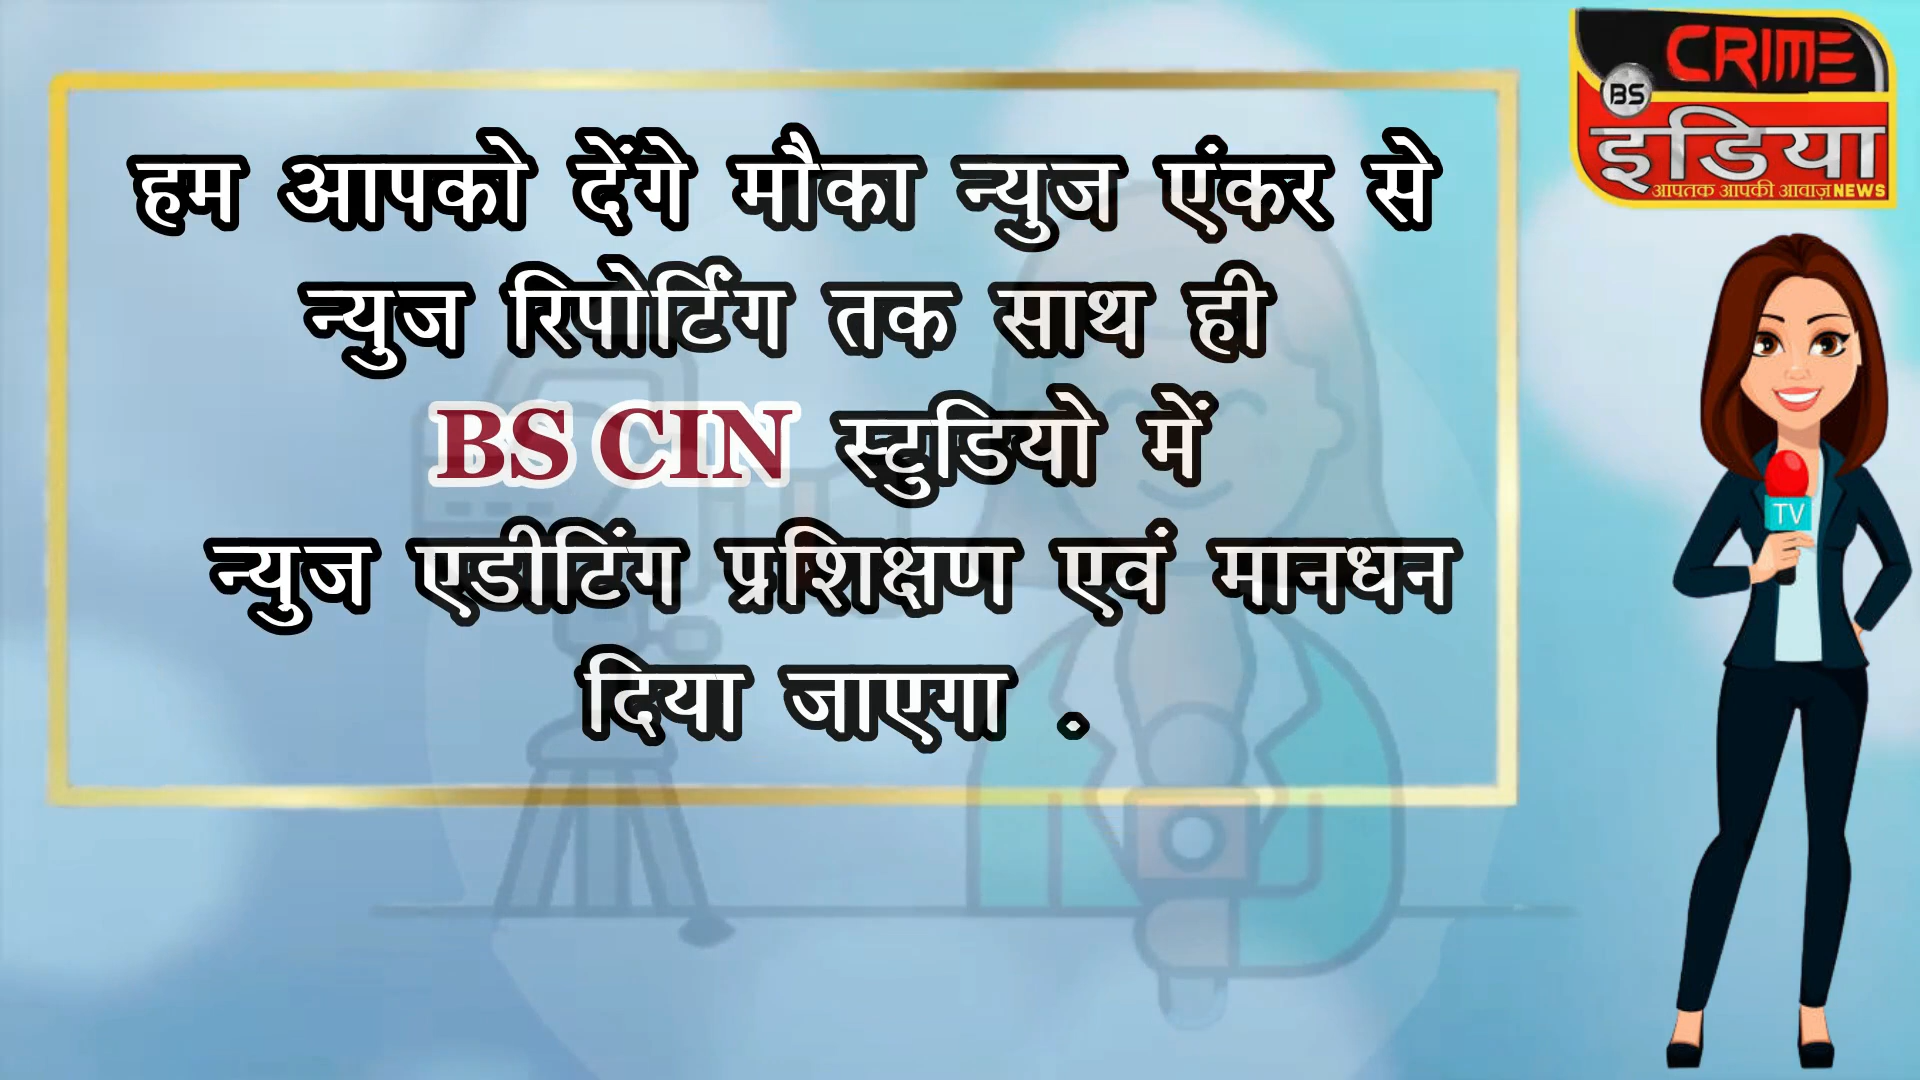 CRIME
BS
इंडिया
आपतक आपकी आवाज़ NEWS
हम आपको देंगे मौका न्युज एंकर से
न्युज रिपोर्टिंग तक साथ ही
BS CIN स्टुडियो में
न्युज एडीटिंग प्रशिक्षण एवं मानधन
दिया जाएगा .
TV